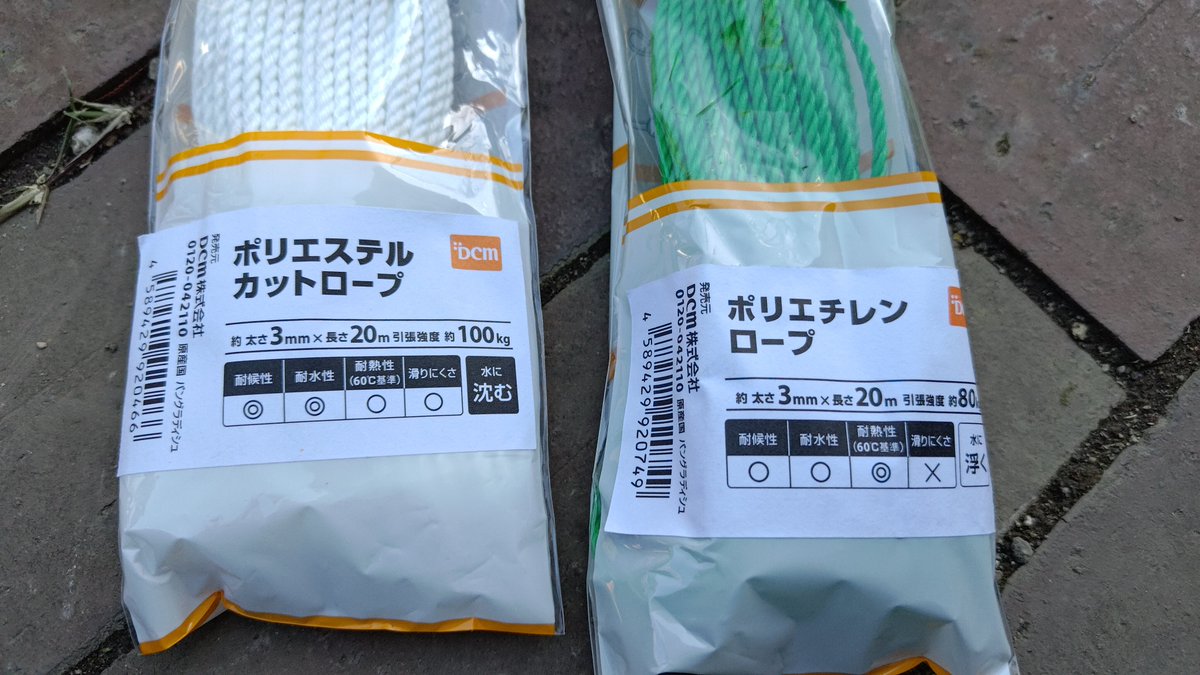 ポリエステル
カットロープ
DCM
約 太さ3mm×長さ20m 引張強度 約100kg
耐候性 耐水性 耐熱性 滑りにくさ
(60℃基準)
◎ ◎ ○ ○
水に
沈む
発売元
DCM株式会社
0120-042110 原産国 バングラディシュ
4 589429 920466
ポリエチレン
ロープ
約 太さ3mm×長さ20m 引張強度 約80
耐候性 耐水性 耐熱性 滑りにくさ
(60℃基準)
○ ○ ◎ ×
水に
浮く
発売元
DCM株式会社
0120-042110 原産国 バングラディシュ
4 589429 920749